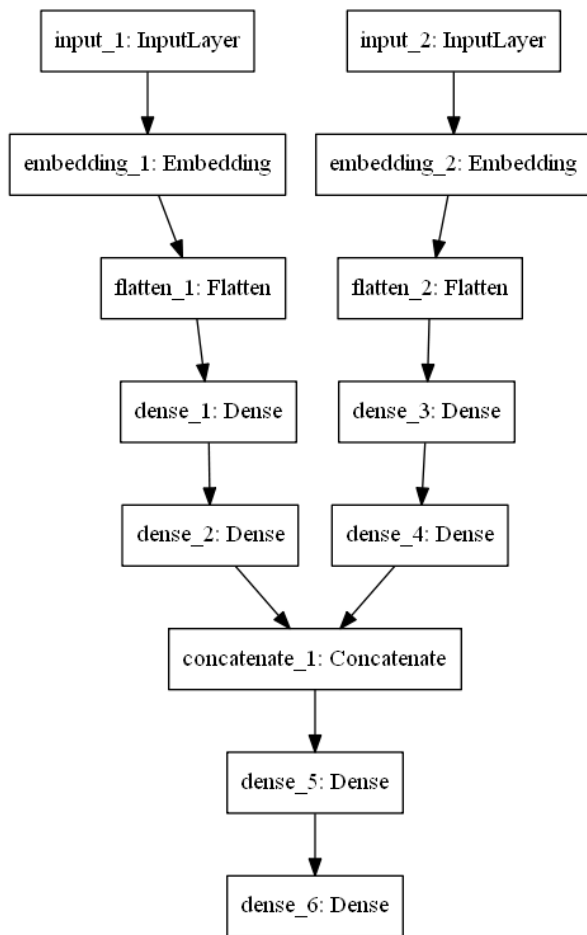 input_1: InputLayer
input_2: InputLayer
embedding_1: Embedding
embedding_2: Embedding
flatten_1: Flatten
flatten_2: Flatten
dense_1: Dense
dense_3: Dense
dense_2: Dense
dense_4: Dense
concatenate_1: Concatenate
dense_5: Dense
dense_6: Dense